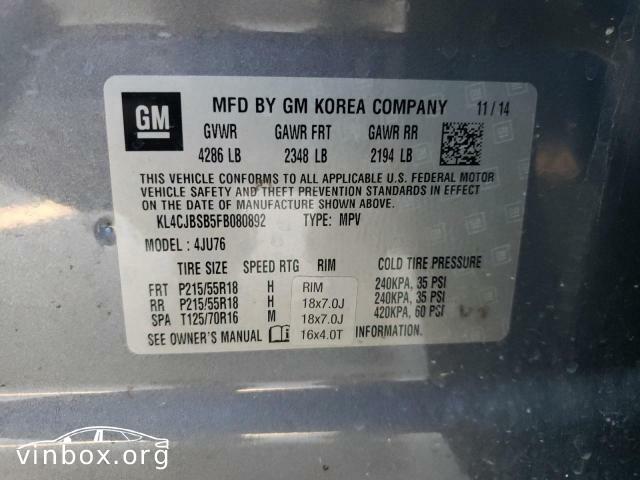 GM MFD BY GM KOREA COMPANY 11/14
GVWR GAWR FRT GAWR RR
4286 LB 2348 LB 2194 LB
THIS VEHICLE CONFORMS TO ALL APPLICABLE U.S. FEDERAL MOTOR
VEHICLE SAFETY AND THEFT PREVENTION STANDARDS IN EFFECT
ON THE DATE OF MANUFACTURE SHOWN ABOVE.
KL4CJBSB5FB080892 TYPE: MPV
MODEL : 4JU76
TIRE SIZE SPEED RTG RIM COLD TIRE PRESSURE
FRT P215/55R18 H RIM 240KPA, 35 PSI
RR P215/55R18 H 18x7.0J 240KPA, 35 PSI
SPA T125/70R16 M 18x7.0J 420KPA, 60 PSI
SEE OWNER'S MANUAL 16x4.0T INFORMATION.
vinbox.org